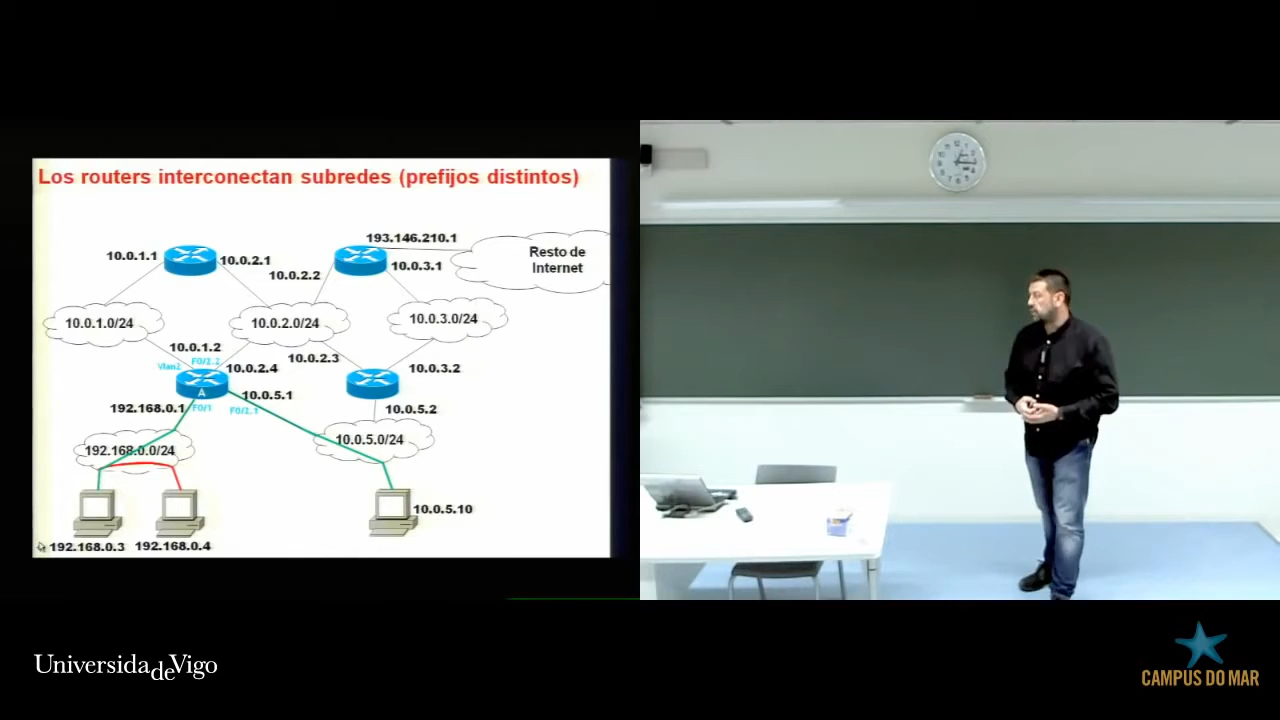 Los routers interconectan subredes (prefijos distintos)
193.146.210.1
10.0.1.1
10.0.2.1
10.0.3.1
Resto de
Internet
10.0.2.2
10.0.1.0/24
10.0.2.0/24
10.0.3.0/24
10.0.1.2
10.0.2.3
Vlan2
F0/2.2
10.0.2.4
10.0.3.2
A
10.0.5.1
192.168.0.1
F0/1
F0/2.1
10.0.5.2
192.168.0.0/24
10.0.5.0/24
10.0.5.10
192.168.0.3
192.168.0.4
Universidade Vigo
CAMPUS DO MAR